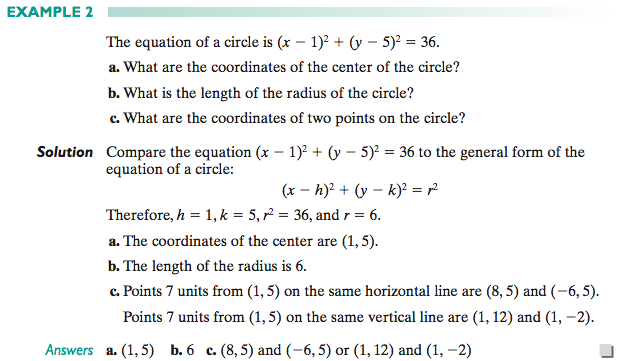 EXAMPLE 2
The equation of a circle is (x − 1)² + (y − 5)² = 36.
a. What are the coordinates of the center of the circle?
b. What is the length of the radius of the circle?
c. What are the coordinates of two points on the circle?
Solution Compare the equation (x − 1)² + (y − 5)² = 36 to the general form of the
equation of a circle:
(x − h)² + (y − k)² = r²
Therefore, h = 1, k = 5, r² = 36, and r = 6.
a. The coordinates of the center are (1, 5).
b. The length of the radius is 6.
c. Points 7 units from (1, 5) on the same horizontal line are (8, 5) and (−6, 5).
Points 7 units from (1, 5) on the same vertical line are (1, 12) and (1, −2).
Answers a. (1, 5) b. 6 c. (8, 5) and (−6, 5) or (1, 12) and (1, −2)